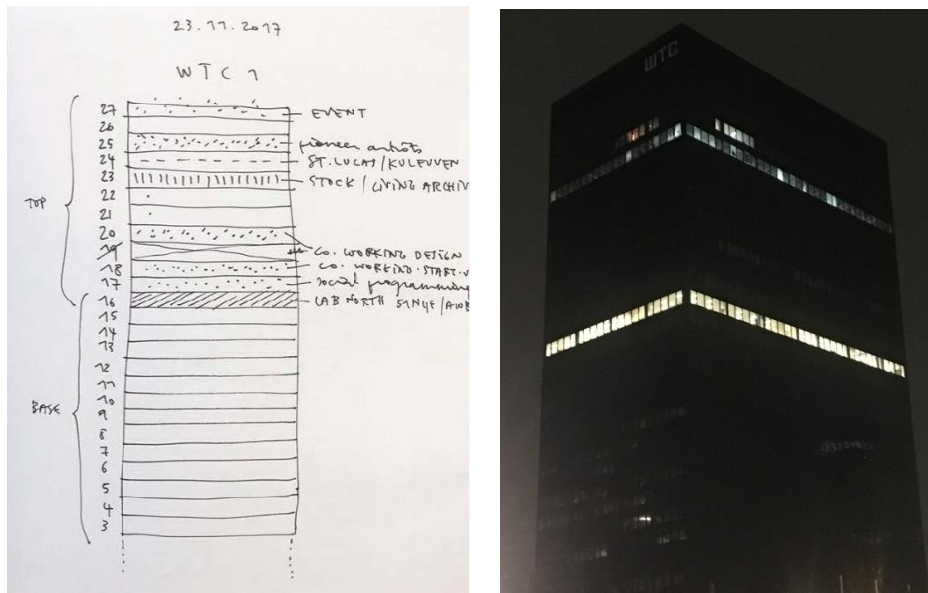 23.11.2017
WTC 1
27 EVENT
26
25 pioneer artists
24 ST. LUCAS/KULEUVEN
23 STOCK / LIVING ARCHIV
22
21
TOP
20
19 CO. WORKING DESIGN
18 CO. WORKING. START.U
17 social programming
16 LAB NORTH
15
14
13
12
11
10
BASE
9
8
7
6
5
4
3
WTC